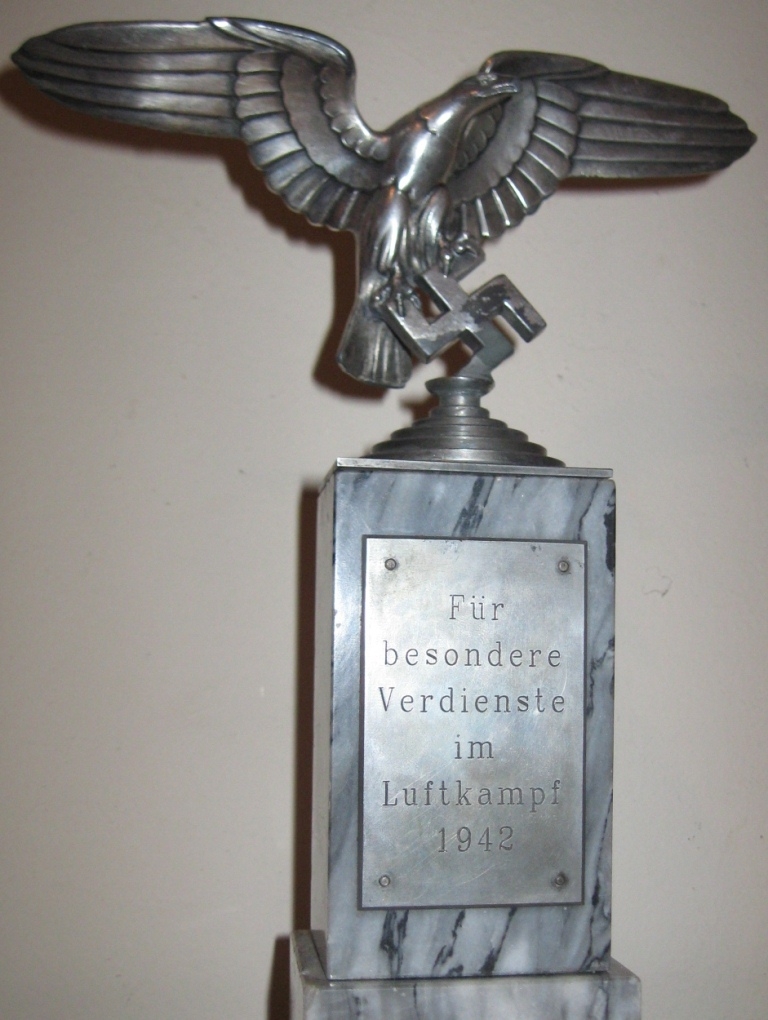 Für
besondere
Verdienste
im
Luftkampf
1942